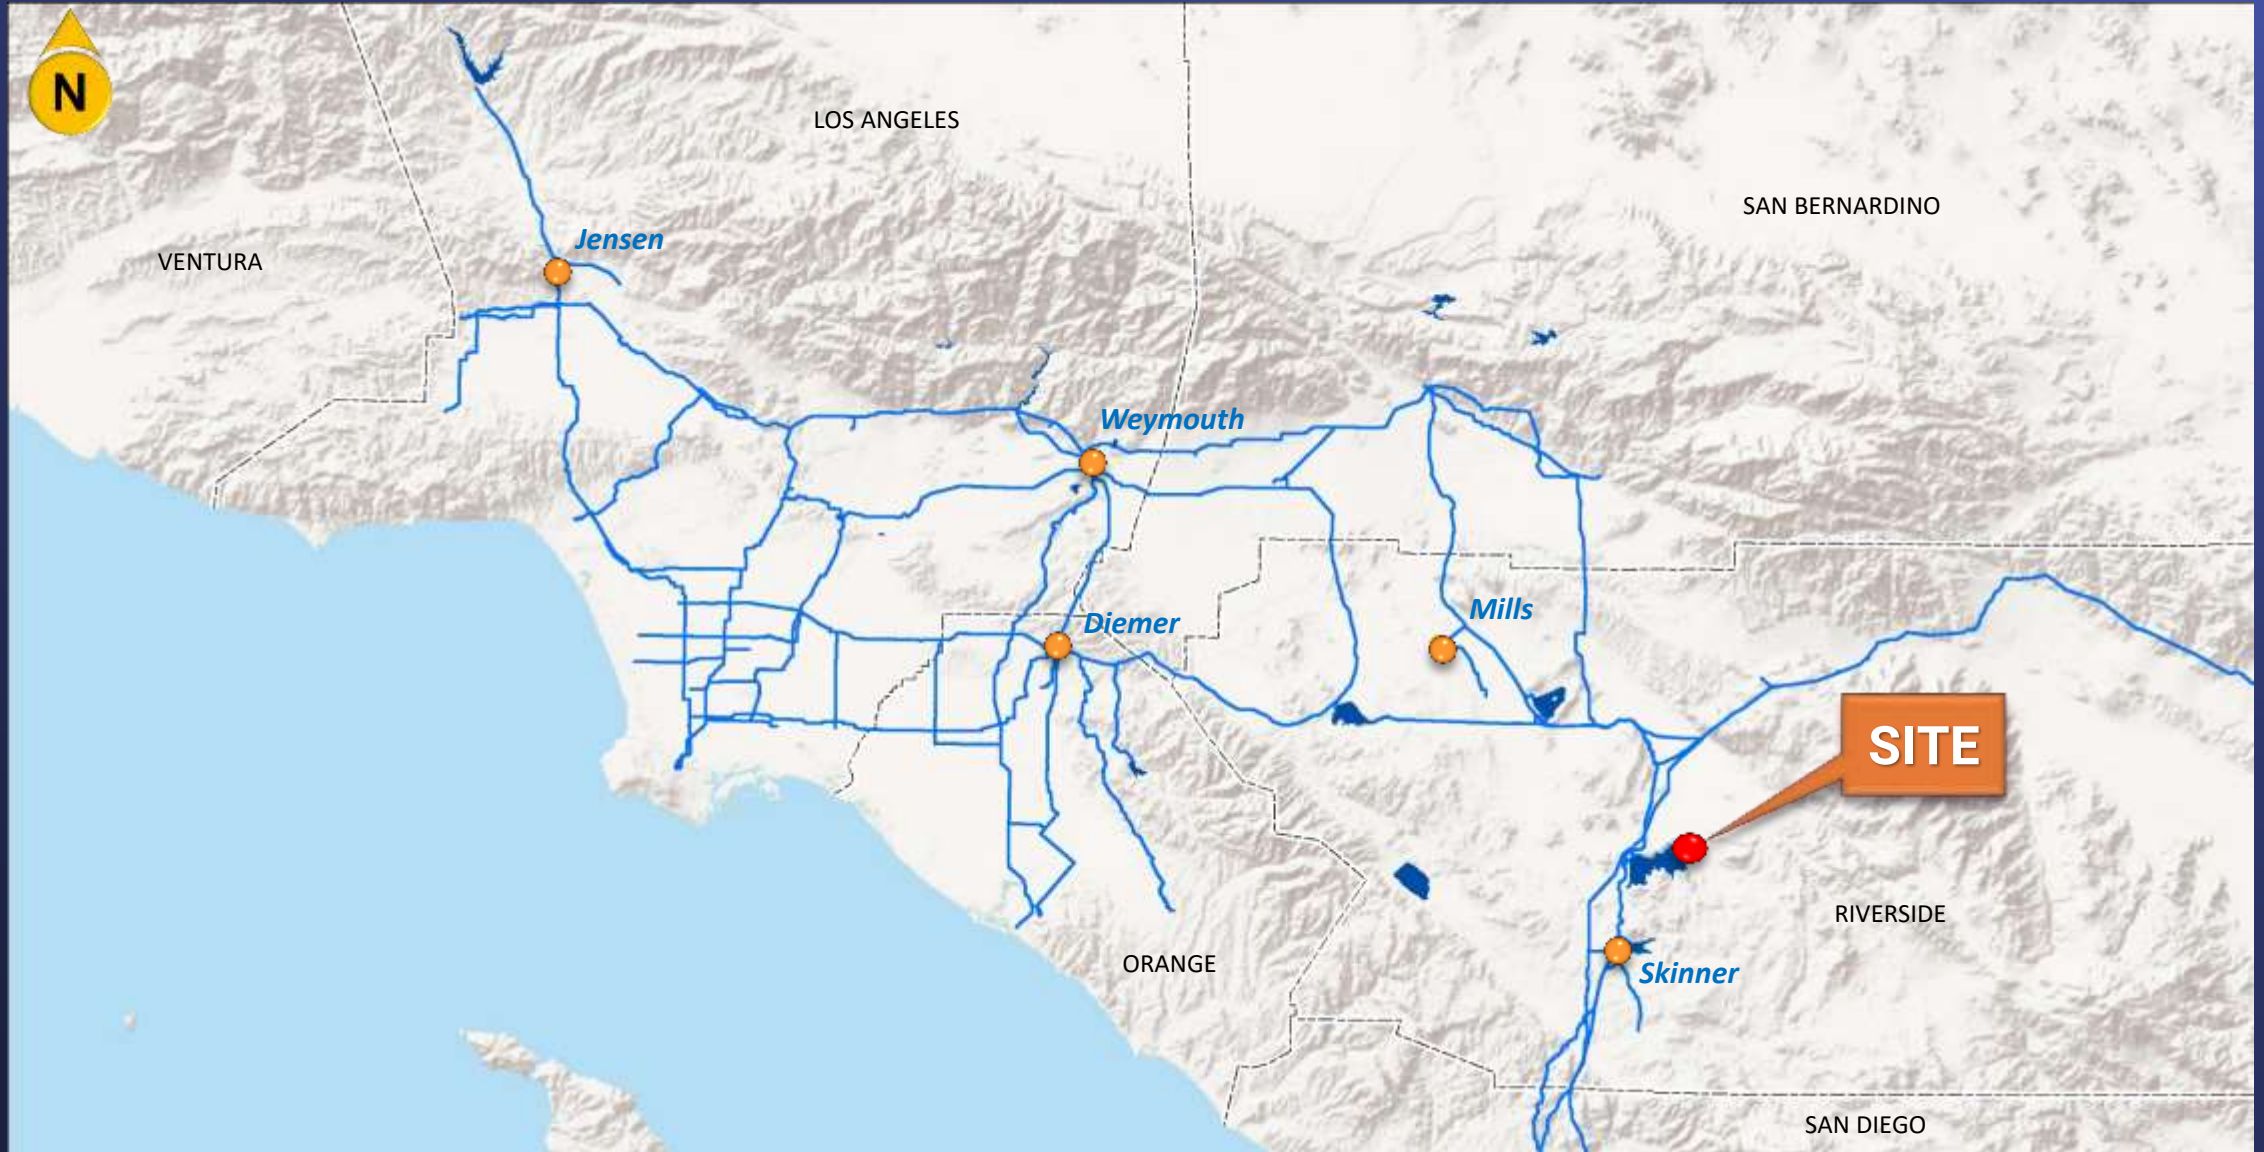 N
LOS ANGELES
SAN BERNARDINO
Jensen
VENTURA
Weymouth
Mills
Diemer
SITE
RIVERSIDE
ORANGE
Skinner
SAN DIEGO